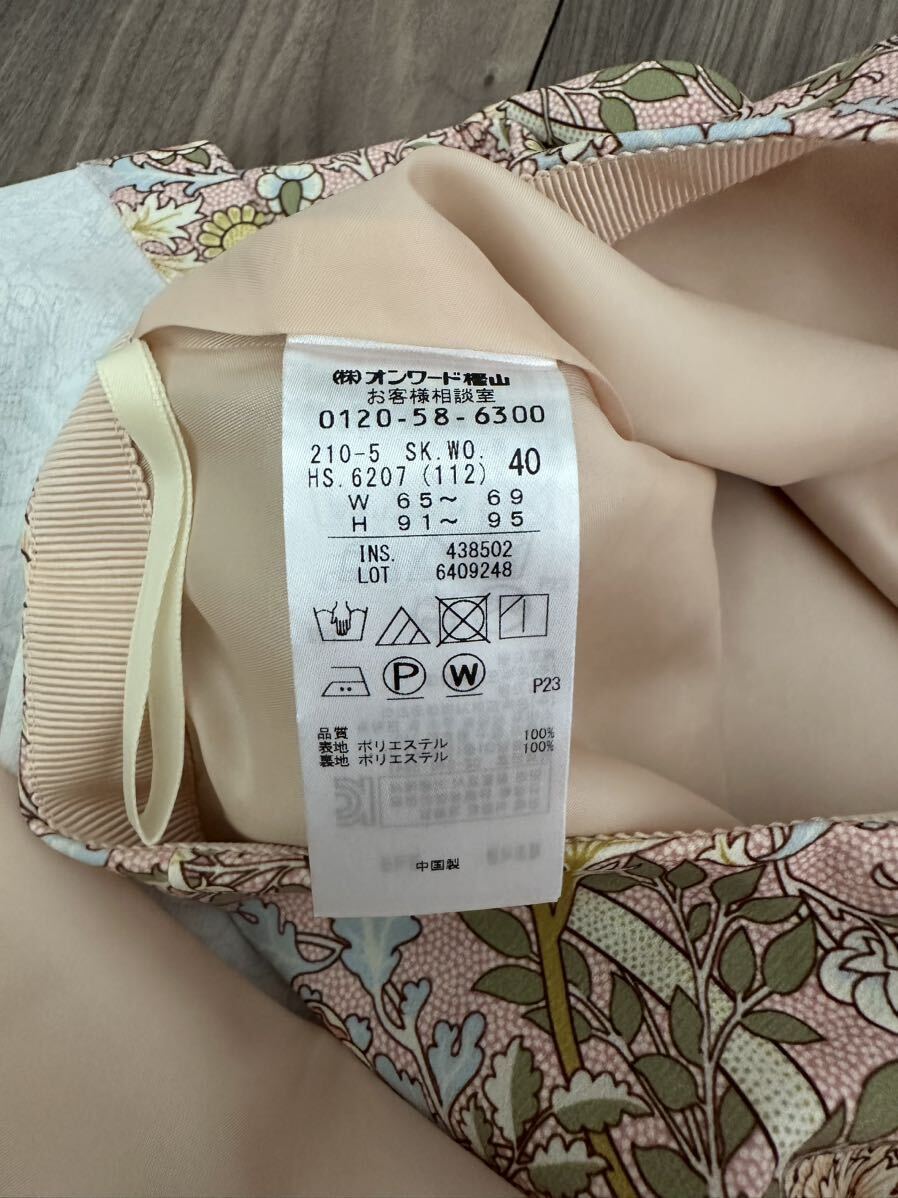 (株)オンワード樫山
お客様相談室
0120-58-6300
210-5 SK.WO.
HS.6207 (112) 40
W 65~ 69
H 91~ 95
INS. 438502
LOT 6409248
P
W
P23
品質
表地 ポリエステル 100%
裏地 ポリエステル 100%
中国製